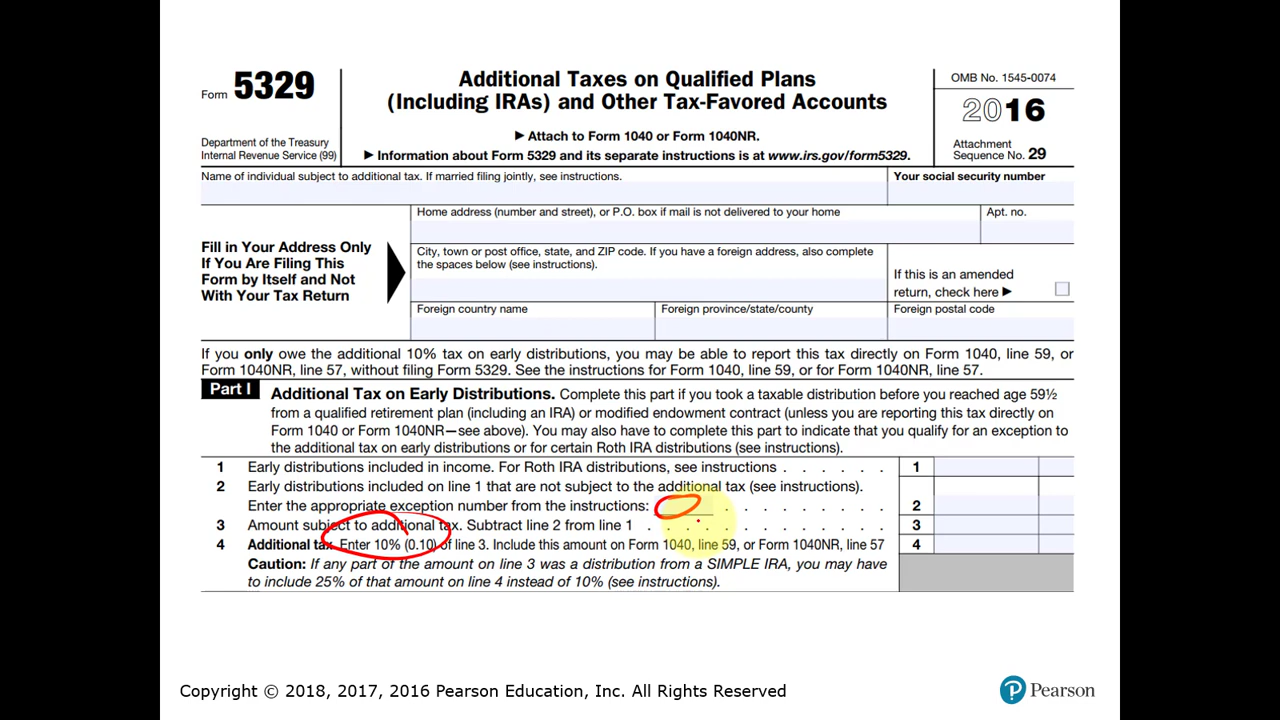 Form 5329
Department of the Treasury
Internal Revenue Service (99)
Additional Taxes on Qualified Plans
(Including IRAs) and Other Tax-Favored Accounts
▶ Attach to Form 1040 or Form 1040NR.
▶ Information about Form 5329 and its separate instructions is at www.irs.gov/form5329.
OMB No. 1545-0074
2016
Attachment
Sequence No. 29
Name of individual subject to additional tax. If married filing jointly, see instructions.
Your social security number
Fill in Your Address Only
If You Are Filing This
Form by Itself and Not
With Your Tax Return
Home address (number and street), or P.O. box if mail is not delivered to your home
Apt. no.
City, town or post office, state, and ZIP code. If you have a foreign address, also complete
the spaces below (see instructions).
If this is an amended
return, check here ▶
Foreign country name
Foreign province/state/county
Foreign postal code
If you only owe the additional 10% tax on early distributions, you may be able to report this tax directly on Form 1040, line 59, or
Form 1040NR, line 57, without filing Form 5329. See the instructions for Form 1040, line 59, or for Form 1040NR, line 57.
Part I Additional Tax on Early Distributions. Complete this part if you took a taxable distribution before you reached age 59½
from a qualified retirement plan (including an IRA) or modified endowment contract (unless you are reporting this tax directly on
Form 1040 or Form 1040NR—see above). You may also have to complete this part to indicate that you qualify for an exception to
the additional tax on early distributions or for certain Roth IRA distributions (see instructions).
1 Early distributions included in income. For Roth IRA distributions, see instructions . . . . . . 1
2 Early distributions included on line 1 that are not subject to the additional tax (see instructions).
Enter the appropriate exception number from the instructions: . . . . . . . . . 2
3 Amount subject to additional tax. Subtract line 2 from line 1 . . . . . . . . . . . . . 3
4 Additional tax. Enter 10% (0.10) of line 3. Include this amount on Form 1040, line 59, or Form 1040NR, line 57 4
Caution: If any part of the amount on line 3 was a distribution from a SIMPLE IRA, you may have
to include 25% of that amount on line 4 instead of 10% (see instructions).
Copyright © 2018, 2017, 2016 Pearson Education, Inc. All Rights Reserved
P Pearson